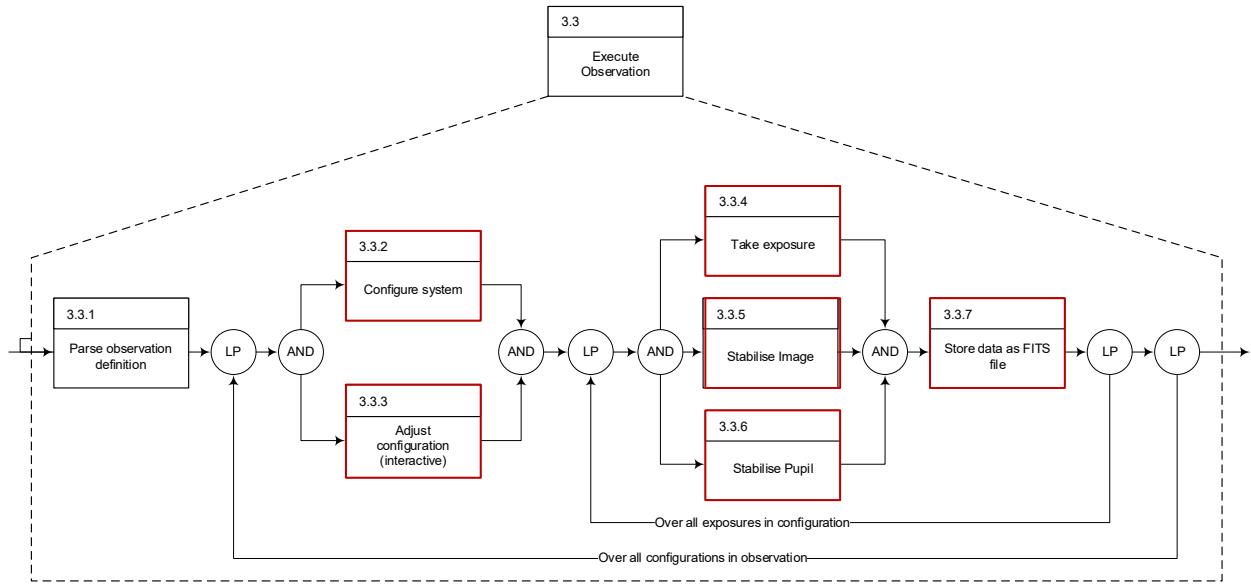 3.3
Execute
Observation
3.3.4
Take exposure
3.3.2
Configure system
3.3.1
Parse observation
definition
LP
AND
AND
LP
AND
3.3.5
Stabilise Image
AND
3.3.7
Store data as FITS
file
LP
LP
3.3.3
Adjust
configuration
(interactive)
3.3.6
Stabilise Pupil
Over all exposures in configuration
Over all configurations in observation